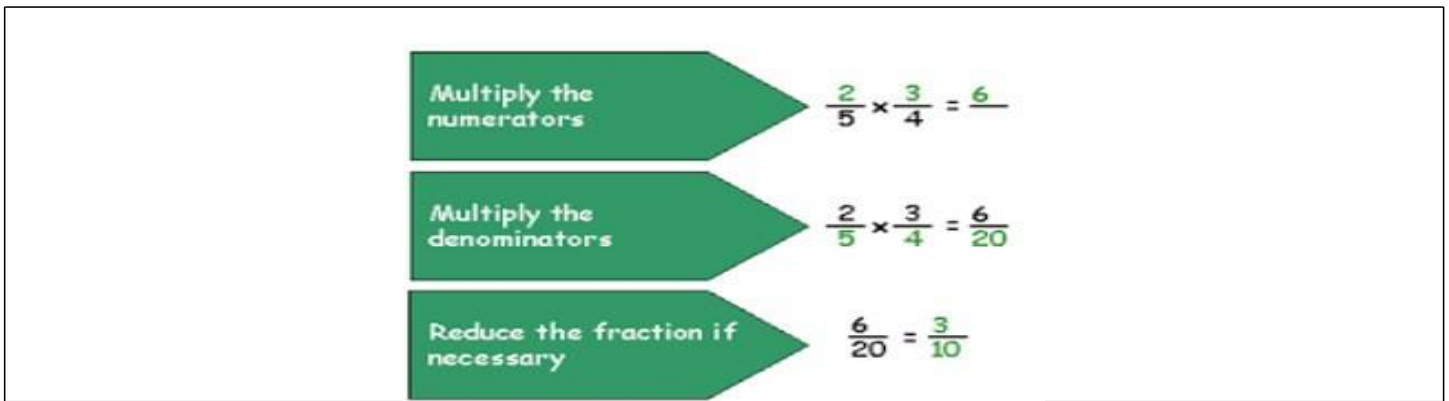 Multiply the
numerators
2/5 × 3/4 = 6/
Multiply the
denominators
2/5 × 3/4 = 6/20
Reduce the fraction if
necessary
6/20 = 3/10